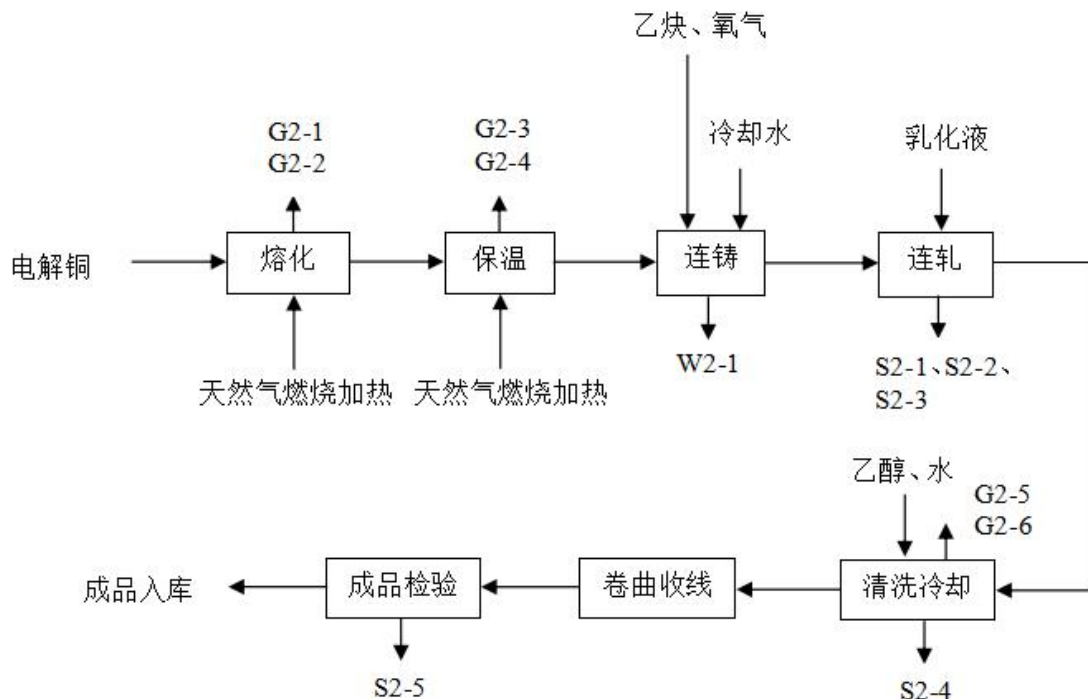 乙炔、氧气
G2-1
G2-2
G2-3
G2-4
冷却水
乳化液
电解铜
熔化
保温
连铸
连轧
天然气燃烧加热
天然气燃烧加热
W2-1
S2-1、S2-2、
S2-3
乙醇、水
G2-5
G2-6
成品入库
成品检验
卷曲收线
清洗冷却
S2-5
S2-4